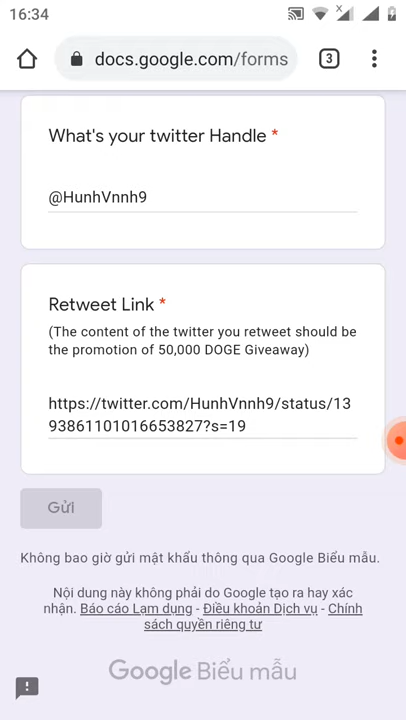 16:34
docs.google.com/forms
3
What's your twitter Handle *
@HunhVnnh9
Retweet Link *
(The content of the twitter you retweet should be
the promotion of 50,000 DOGE Giveaway)
https://twitter.com/HunhVnnh9/status/13
93861101016653827?s=19
Gửi
Không bao giờ gửi mật khẩu thông qua Google Biểu mẫu.
Nội dung này không phải do Google tạo ra hay xác
nhận. Báo cáo Lạm dụng - Điều khoản Dịch vụ - Chính
sách quyền riêng tư
Google Biểu mẫu